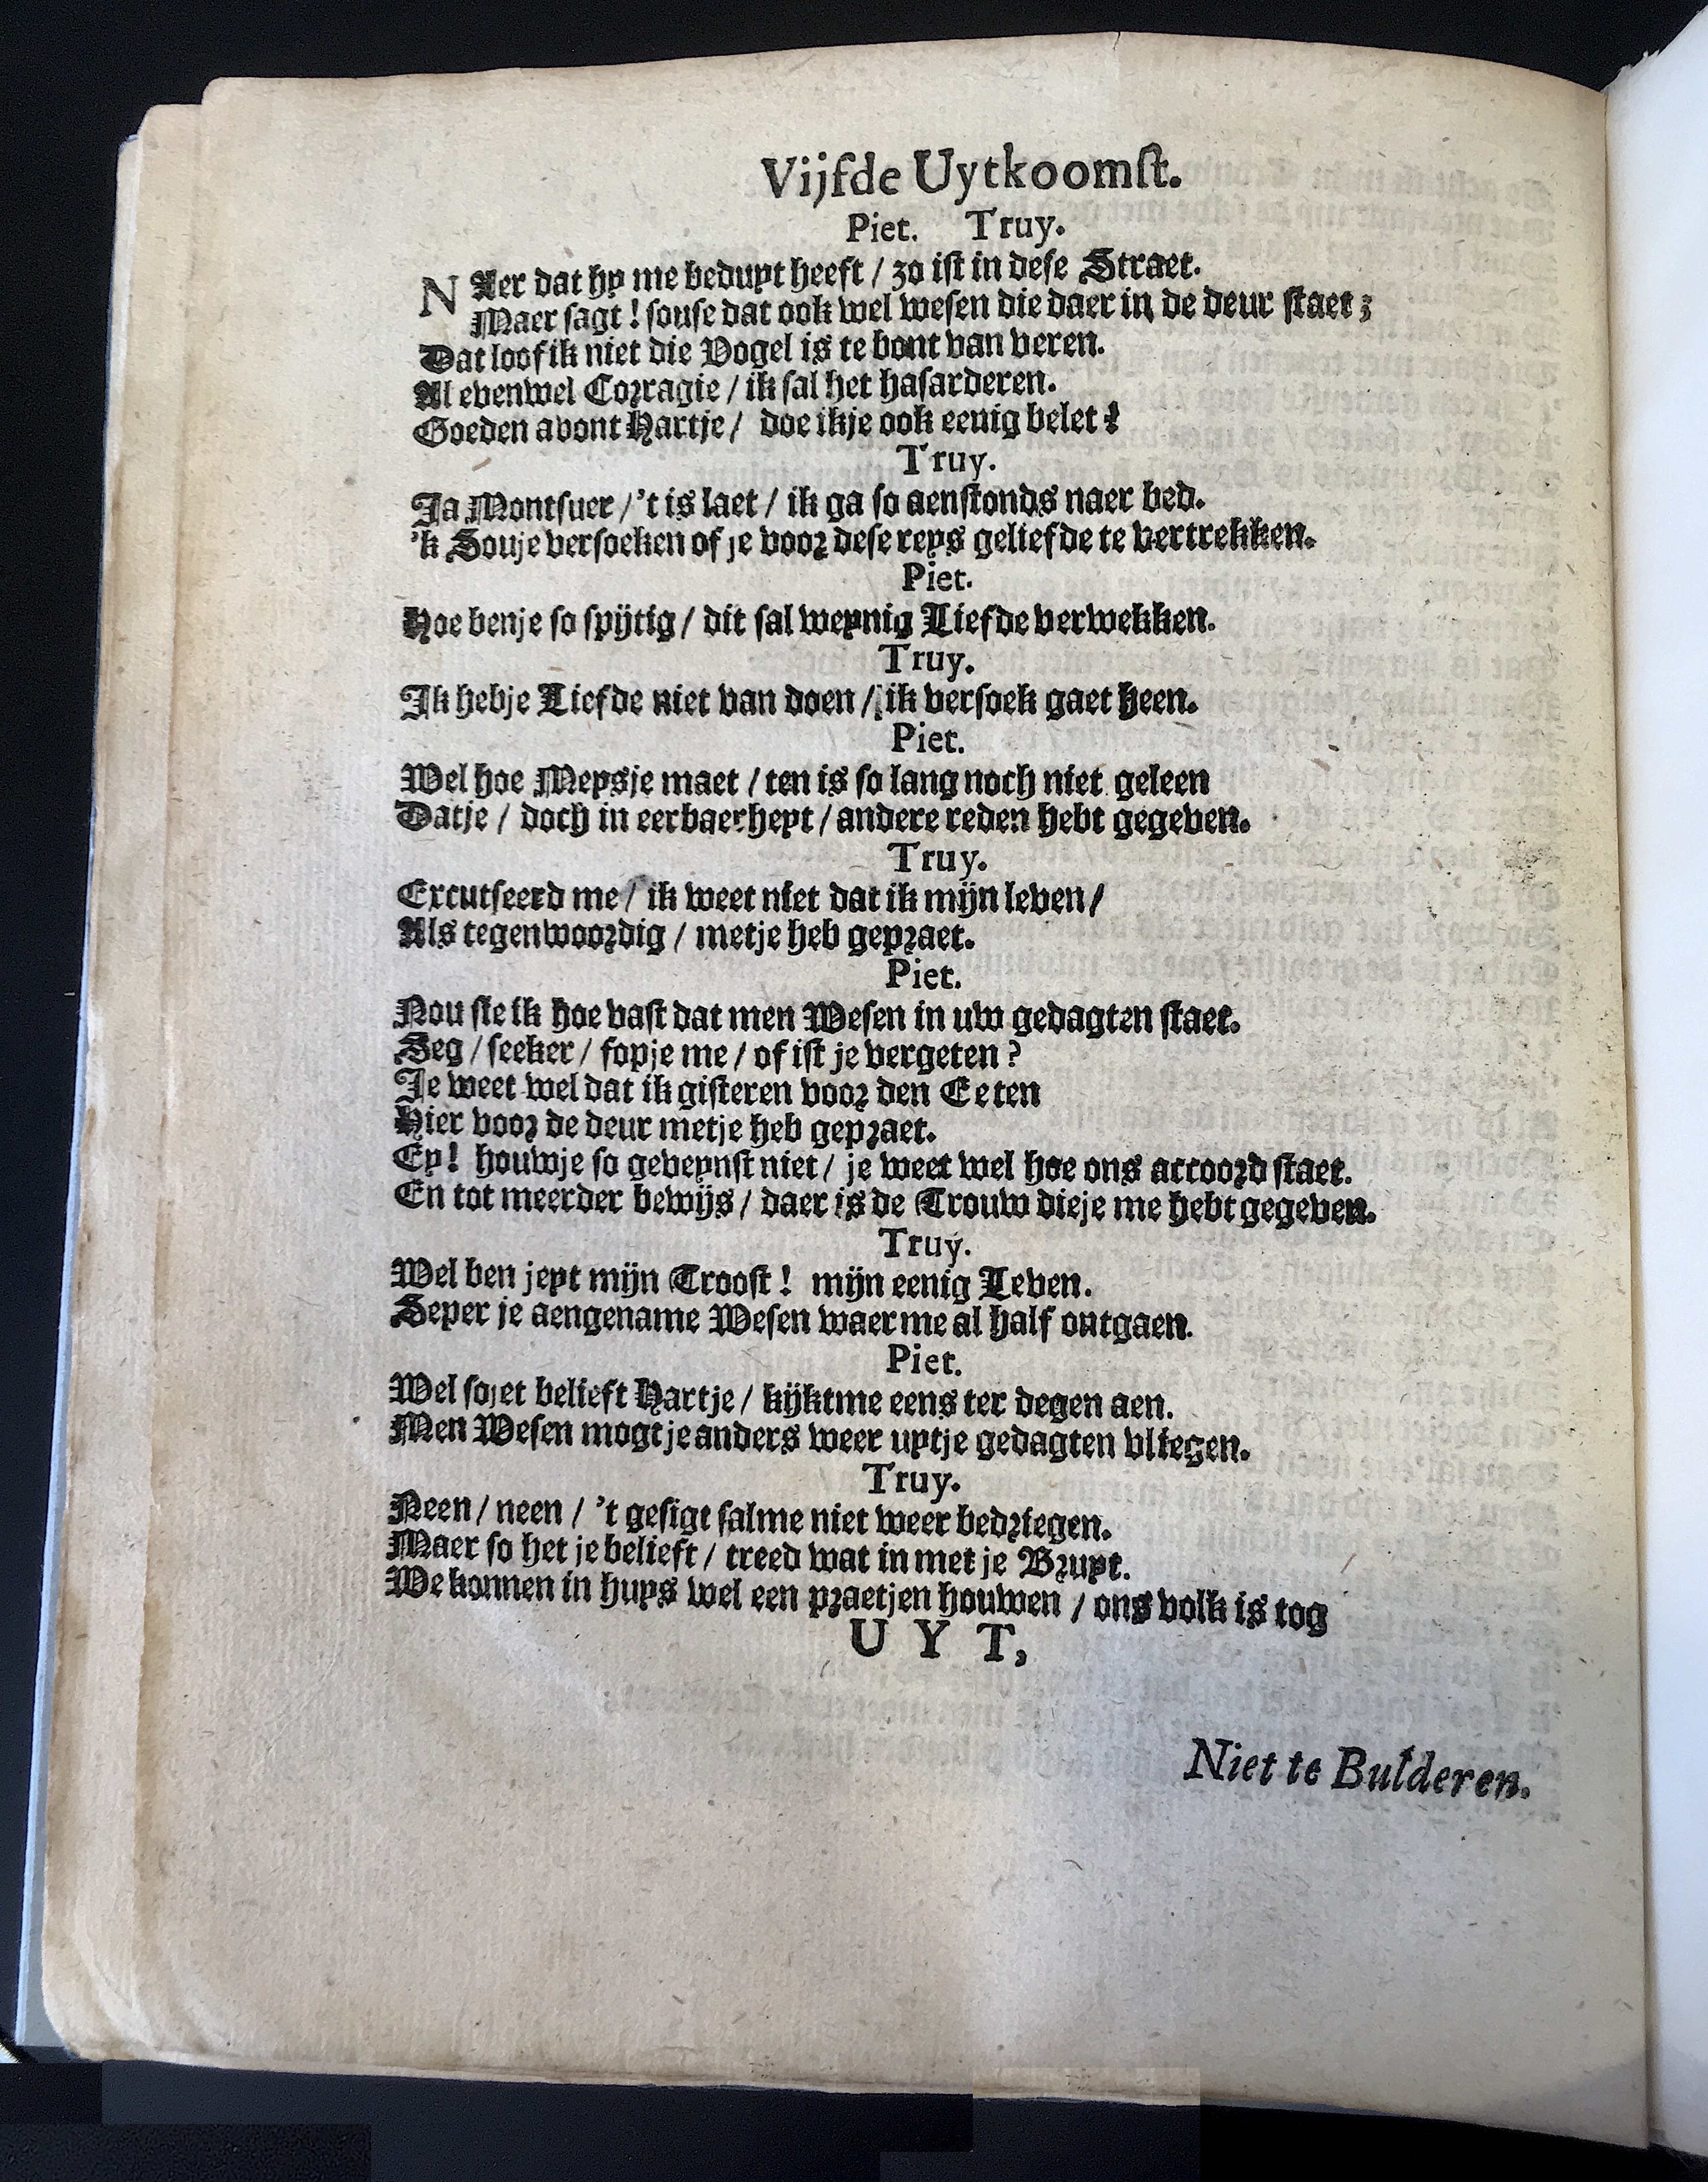 Vijfde Uytkoomst.
Piet. Truy.
NAer dat hy me beduyt heeft / zo ist in dese Straet.
Maer sagt ! souse dat ook wel wesen die daer in de deur staet ;
Dat loof ik niet die Vogel is te bont van veren.
Al evenwel Corragie / ik sal het hasarderen.
Goeden avont Hartje / doe ikje ook eenig belet ?
Truy.
Ja Montsuer / 't is laet / ik ga so aenstonds naer bed.
'k Souje versoeken of je voor dese reys geliefde te vertrekken.
Piet.
Hoe benje so spijtig / dit sal weynig Liefde verwekken.
Truy.
Ik hebje Liefde niet van doen / ik versoek gaet heen.
Piet.
Wel hoe Meysje maet / ten is so lang noch niet geleen
Datje / doch in eerbaerheyt / andere reden hebt gegeven.
Truy.
Excutseerd me / ik weet niet dat ik mijn leven /
Als tegenwoordig / metje heb gepraet.
Piet.
Nou sie ik hoe vast dat men Wesen in uw gedagten staet.
Seg / seeker / fopje me / of ist je vergeten ?
Je weet wel dat ik gisteren voor den Eeten
Hier voor de deur metje heb gepraet.
Ey ! houwje so geveynst niet / je weet wel hoe ons accoord staet.
En tot meerder bewijs / daer is de Trouw dieje me hebt gegeven.
Truy.
Wel ben jeyt mijn Troost ! mijn eenig Leven.
Seper je aengename Wesen waer me al half ontgaen.
Piet.
Wel so jet belieft Hartje / kijktme eens ter degen aen.
Men Wesen mogt je anders weer uytje gedagten vliegen.
Truy.
Neen / neen / 't gesigt salme niet weer bedriegen.
Maer so het je belieft / treed wat in met je Bruyt.
We konnen in huys wel een praetjen houwen / ons volk is tog
UYT,
Niet te Bulderen.